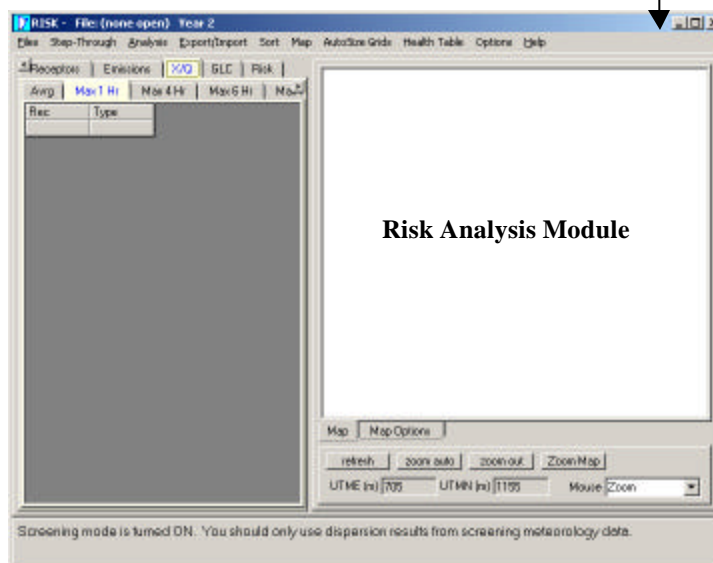 RISK - File: (none open) Year 2
Files Step-Through Analysis Export/Import Sort Map AutoSize Grids Health Table Options Help
Receptors Emissions X/Q GLC Risk
Avrg Max 1 Hr Max 4 Hr Max 6 Hr Ma
Rec Type
Risk Analysis Module
Map Map Options
refresh zoom auto zoom out Zoom Map
UTME (m) 705 UTMN (m) 1155 Mouse Zoom
Screening mode is turned ON. You should only use dispersion results from screening meteorology data.